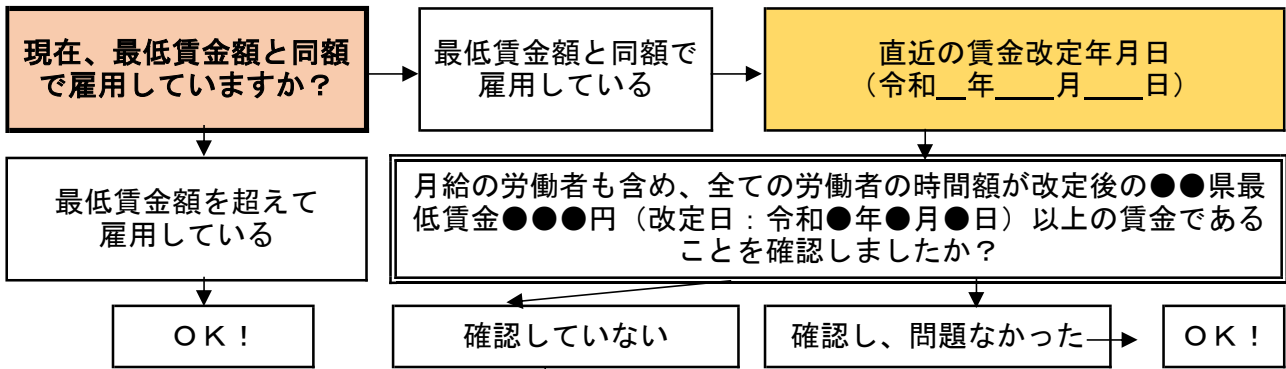 現在、最低賃金額と同額
で雇用していますか？
最低賃金額と同額で
雇用している
直近の賃金改定年月日
（令和__年____月____日）
最低賃金額を超えて
雇用している
月給の労働者も含め、全ての労働者の時間額が改定後の●●県最
低賃金●●●円（改定日：令和●年●月●日）以上の賃金である
ことを確認しましたか？
ＯＫ！
確認していない
確認し、問題なかった
ＯＫ！